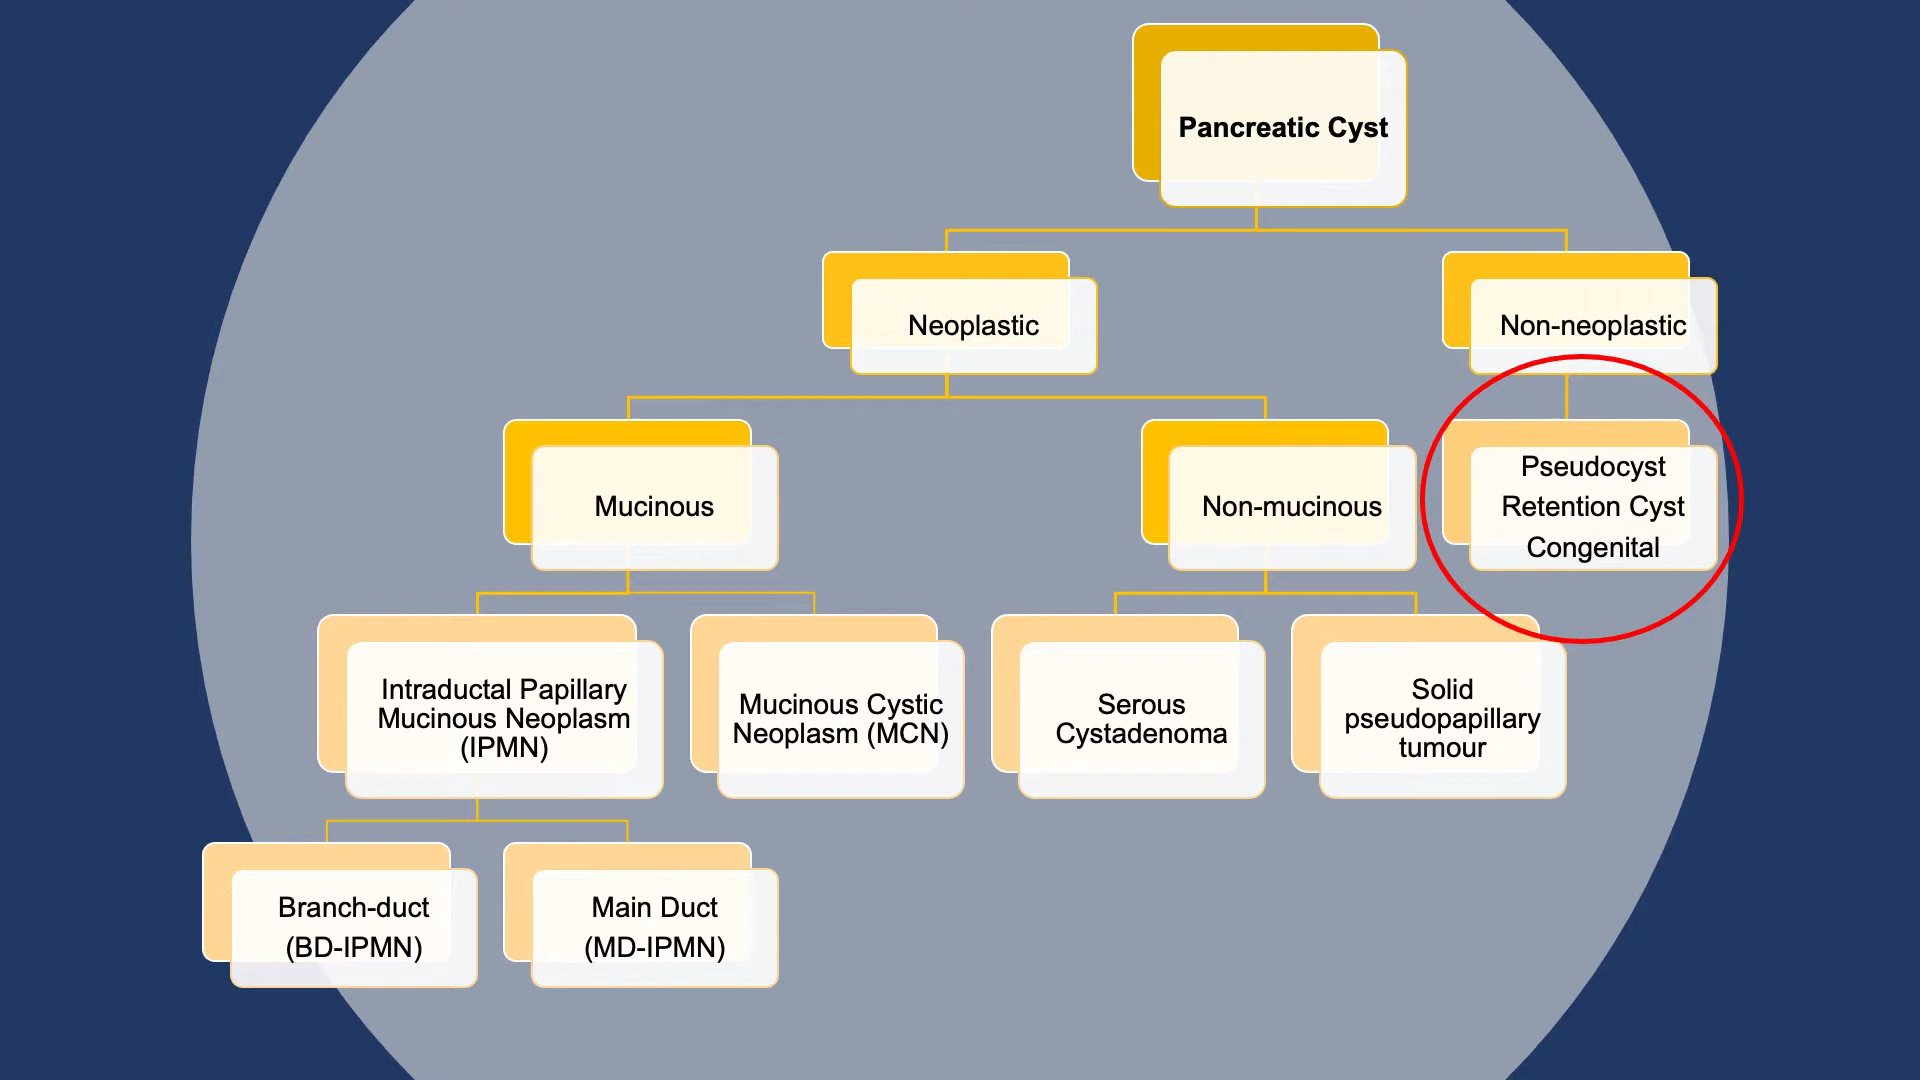 Pancreatic Cyst
Neoplastic
Non-neoplastic
Mucinous
Non-mucinous
Pseudocyst
Retention Cyst
Congenital
Intraductal Papillary
Mucinous Neoplasm
(IPMN)
Mucinous Cystic
Neoplasm (MCN)
Serous
Cystadenoma
Solid
pseudopapillary
tumour
Branch-duct
(BD-IPMN)
Main Duct
(MD-IPMN)